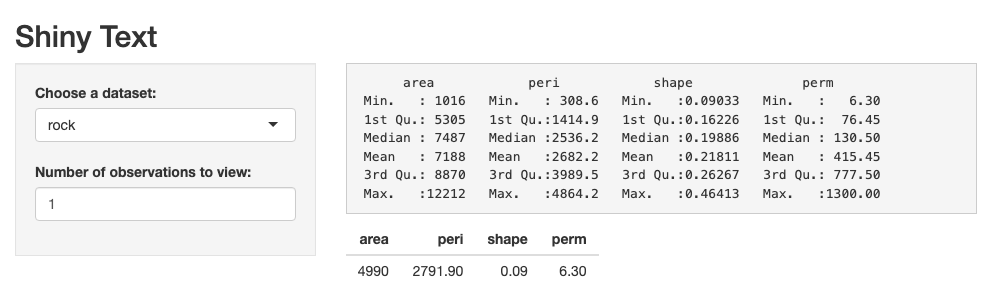 Shiny Text
Choose a dataset:
rock
Number of observations to view:
1
area peri shape perm
Min. : 1016 Min. : 308.6 Min. :0.09033 Min. : 6.30
1st Qu.: 5305 1st Qu.:1414.9 1st Qu.:0.16226 1st Qu.: 76.45
Median : 7487 Median :2536.2 Median :0.19886 Median : 130.50
Mean : 7188 Mean :2682.2 Mean :0.21811 Mean : 415.45
3rd Qu.: 8870 3rd Qu.:3989.5 3rd Qu.:0.26267 3rd Qu.: 777.50
Max. :12212 Max. :4864.2 Max. :0.46413 Max. :1300.00
area peri shape perm
4990 2791.90 0.09 6.30